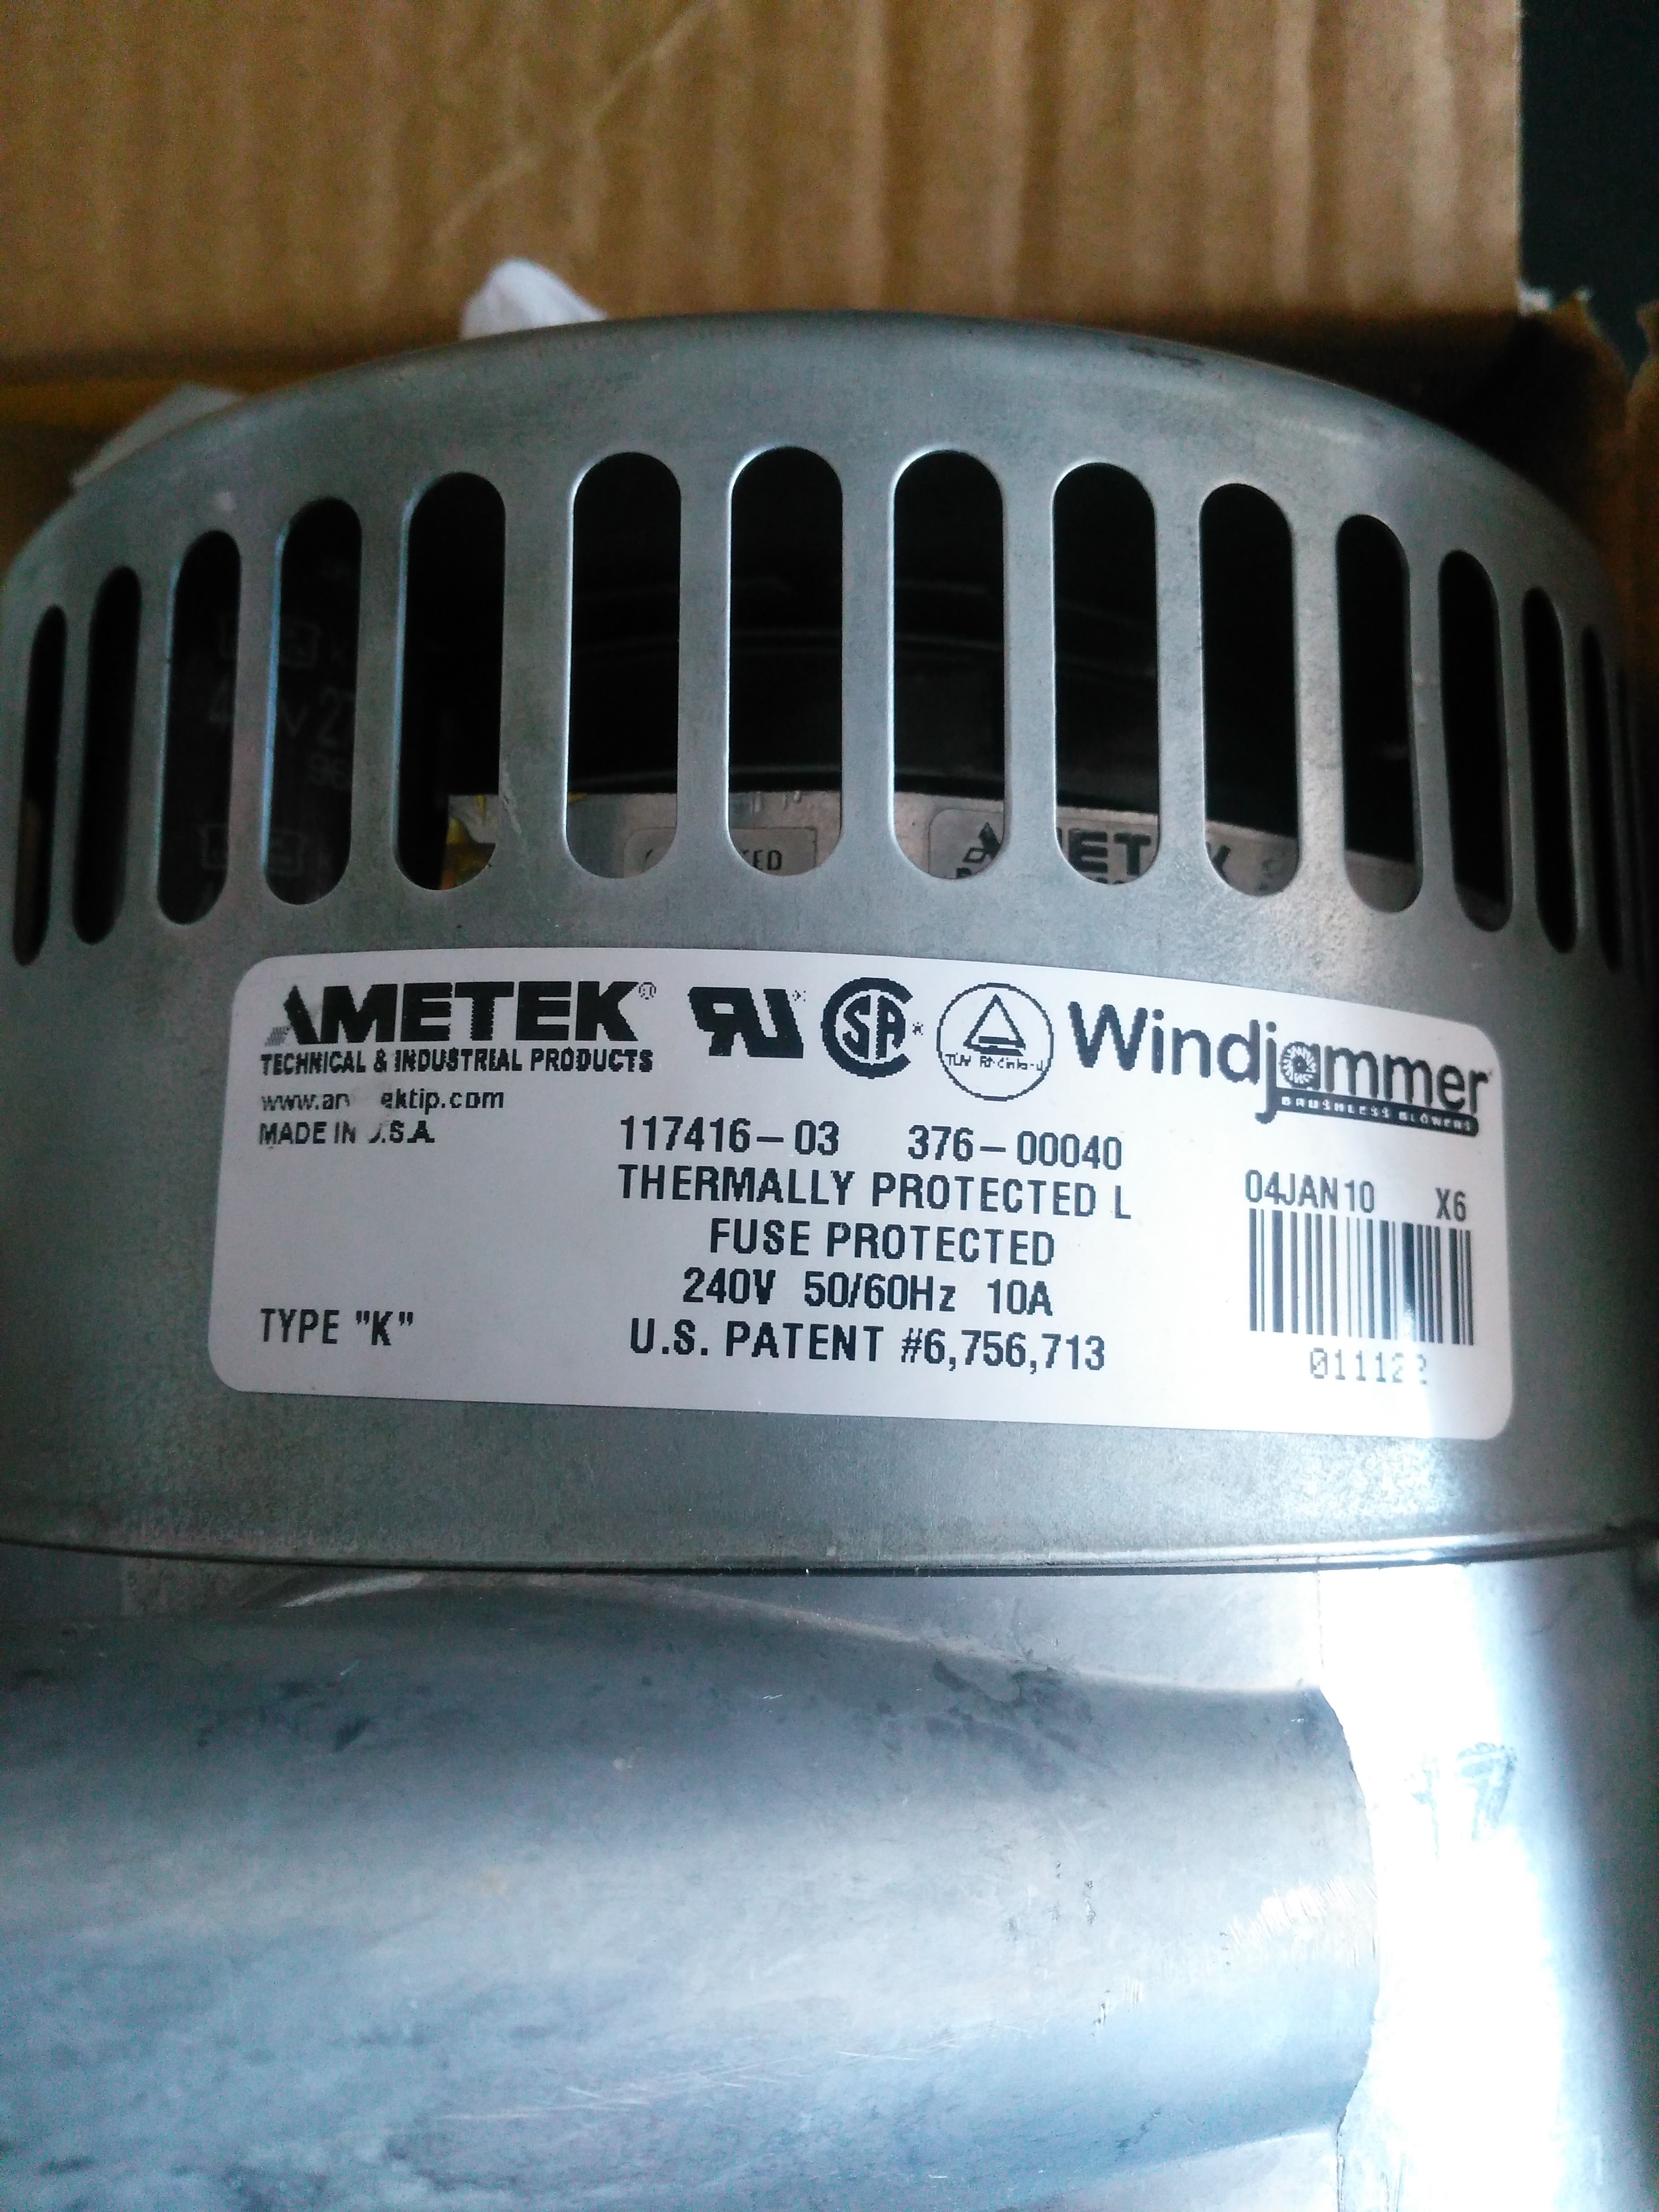 AMETEK®
TECHNICAL & INDUSTRIAL PRODUCTS
MADE IN U.S.A.
SA
Windjammer
BRUSHLESS BLOWERS
117416-03 376-00040
THERMALLY PROTECTED L
FUSE PROTECTED
240V 50/60Hz 10A
U.S. PATENT #6,756,713
TYPE "K"
04JAN10 X6